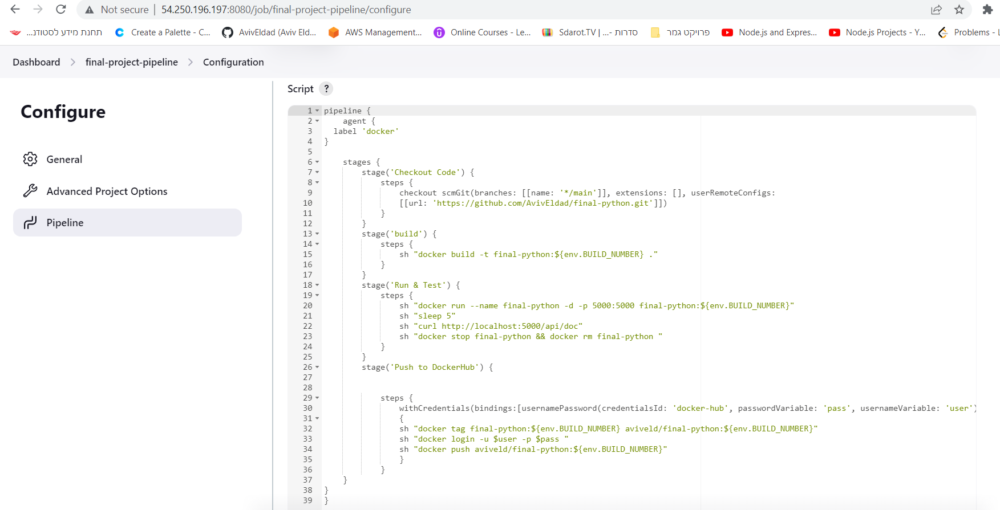 Not secure | 54.250.196.197:8080/job/final-project-pipeline/configure
תחנת מידע לסטודנ...
Create a Palette - C...
AvivEldad (Aviv Eld...
AWS Management...
Online Courses - Le...
Sdarot.TV | סדרות -...
פרויקט גמר
Node.js and Expres...
Node.js Projects - Y...
Problems - L
Dashboard > final-project-pipeline > Configuration
Configure
General
Advanced Project Options
Pipeline
Script ?
1 pipeline {
2     agent {
3   label 'docker'
4 }
5
6     stages {
7         stage('Checkout Code') {
8             steps {
9                 checkout scmGit(branches: [[name: '*/main']], extensions: [], userRemoteConfigs:
10                 [[url: 'https://github.com/AvivEldad/final-python.git']])
11             }
12         }
13         stage('build') {
14             steps {
15                 sh "docker build -t final-python:${env.BUILD_NUMBER} ."
16             }
17         }
18         stage('Run & Test') {
19             steps {
20                 sh "docker run --name final-python -d -p 5000:5000 final-python:${env.BUILD_NUMBER}"
21                 sh "sleep 5"
22                 sh "curl http://localhost:5000/api/doc"
23                 sh "docker stop final-python && docker rm final-python "
24             }
25         }
26         stage('Push to DockerHub') {
27
28
29             steps {
30                 withCredentials(bindings:[usernamePassword(credentialsId: 'docker-hub', passwordVariable: 'pass', usernameVariable: 'user')
31                 {
32                 sh "docker tag final-python:${env.BUILD_NUMBER} aviveld/final-python:${env.BUILD_NUMBER}"
33                 sh "docker login -u $user -p $pass "
34                 sh "docker push aviveld/final-python:${env.BUILD_NUMBER}"
35                 }
36             }
37     }
38 }
39 }